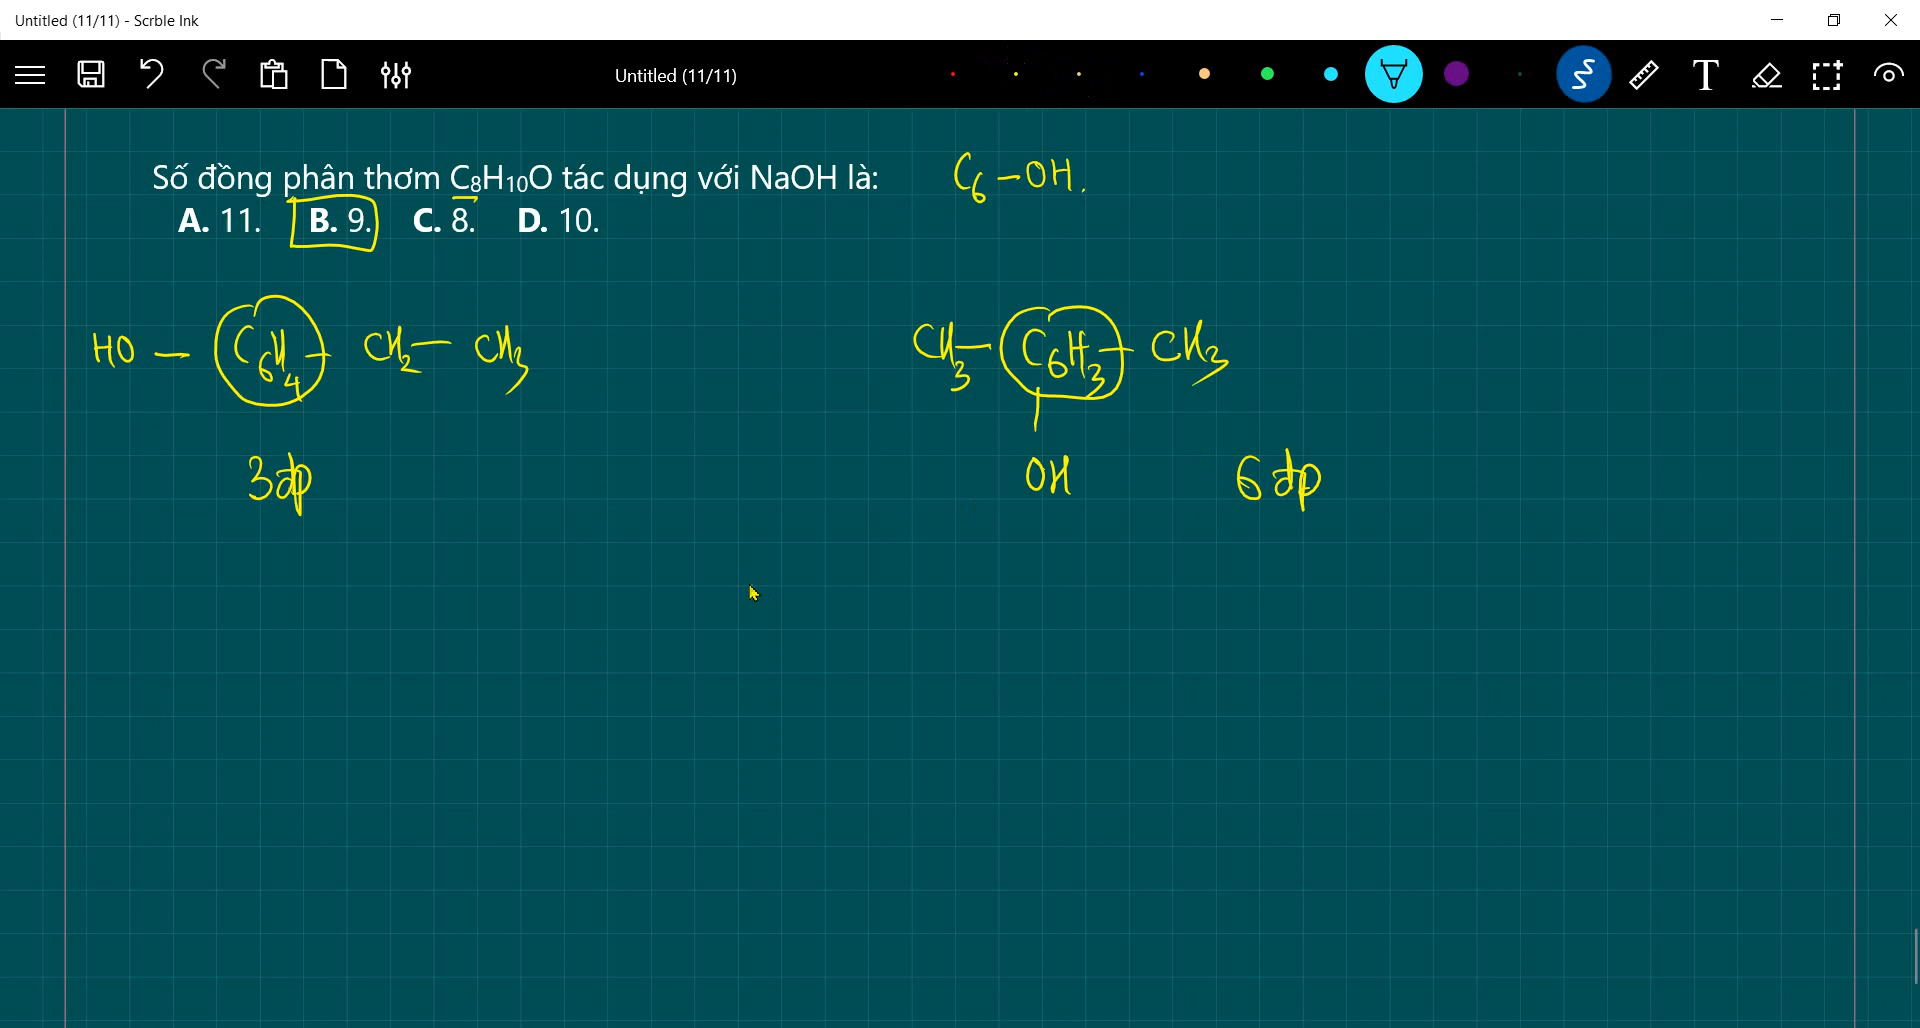 Untitled (11/11) - Scrble Ink
Untitled (11/11)
T
Số đồng phân thơm C₈H₁₀O tác dụng với NaOH là:
C₆ – OH.
A. 11. B. 9. C. 8. D. 10.
HO – C₆H₄ – CH₂ – CH₃
CH₃ – C₆H₃ – CH₃
OH
3 đp
6 đp